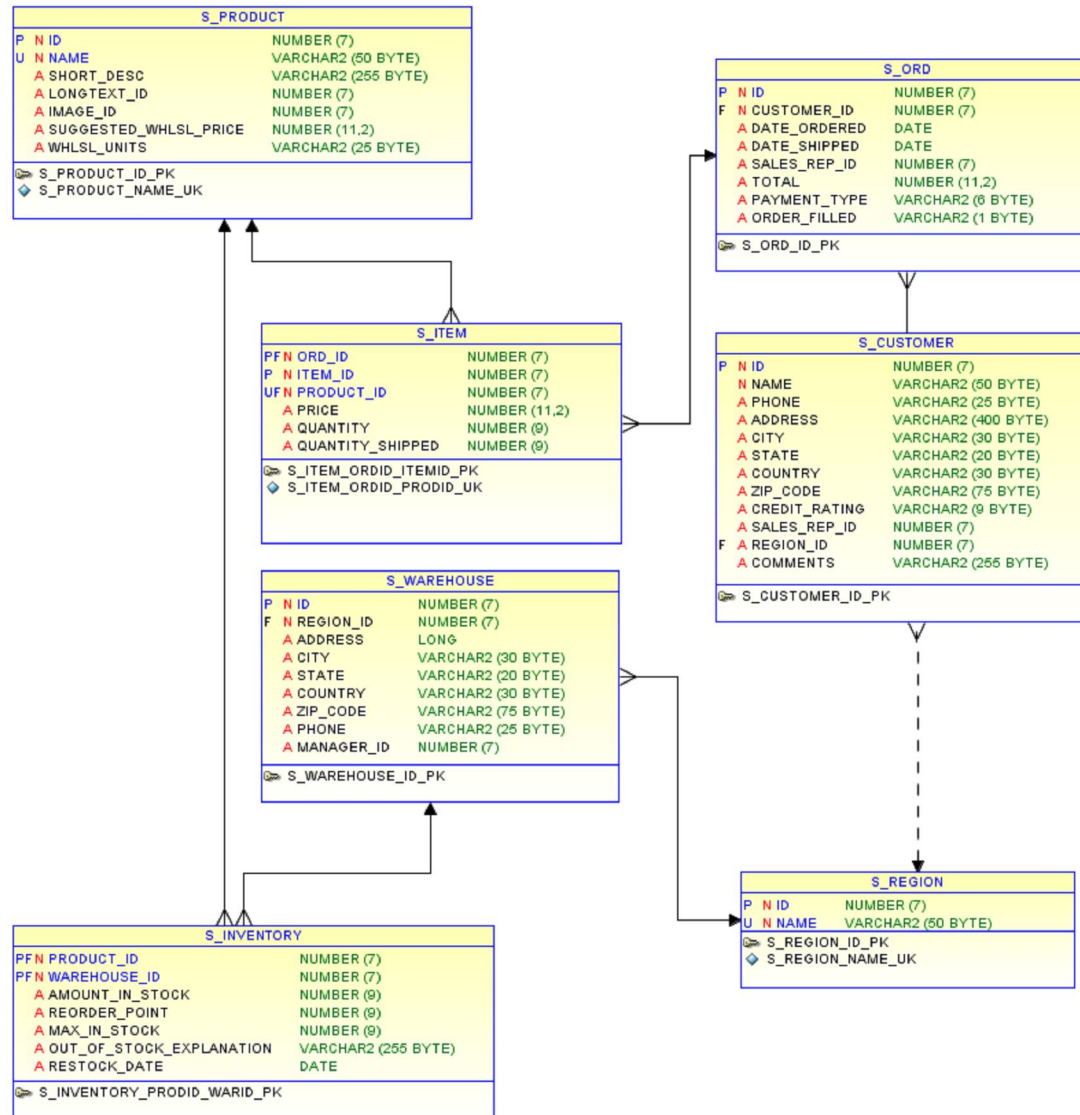 S_PRODUCT
P N ID NUMBER (7)
U N NAME VARCHAR2 (50 BYTE)
A SHORT_DESC VARCHAR2 (255 BYTE)
A LONGTEXT_ID NUMBER (7)
A IMAGE_ID NUMBER (7)
A SUGGESTED_WHLSL_PRICE NUMBER (11,2)
A WHLSL_UNITS VARCHAR2 (25 BYTE)
S_PRODUCT_ID_PK
S_PRODUCT_NAME_UK
S_ORD
P N ID NUMBER (7)
F N CUSTOMER_ID NUMBER (7)
A DATE_ORDERED DATE
A DATE_SHIPPED DATE
A SALES_REP_ID NUMBER (7)
A TOTAL NUMBER (11,2)
A PAYMENT_TYPE VARCHAR2 (6 BYTE)
A ORDER_FILLED VARCHAR2 (1 BYTE)
S_ORD_ID_PK
S_ITEM
PF N ORD_ID NUMBER (7)
P N ITEM_ID NUMBER (7)
UF N PRODUCT_ID NUMBER (7)
A PRICE NUMBER (11,2)
A QUANTITY NUMBER (9)
A QUANTITY_SHIPPED NUMBER (9)
S_ITEM_ORDID_ITEMID_PK
S_ITEM_ORDID_PRODID_UK
S_CUSTOMER
P N ID NUMBER (7)
N NAME VARCHAR2 (50 BYTE)
A PHONE VARCHAR2 (25 BYTE)
A ADDRESS VARCHAR2 (400 BYTE)
A CITY VARCHAR2 (30 BYTE)
A STATE VARCHAR2 (20 BYTE)
A COUNTRY VARCHAR2 (30 BYTE)
A ZIP_CODE VARCHAR2 (75 BYTE)
A CREDIT_RATING VARCHAR2 (9 BYTE)
A SALES_REP_ID NUMBER (7)
F A REGION_ID NUMBER (7)
A COMMENTS VARCHAR2 (255 BYTE)
S_CUSTOMER_ID_PK
S_WAREHOUSE
P N ID NUMBER (7)
F N REGION_ID NUMBER (7)
A ADDRESS LONG
A CITY VARCHAR2 (30 BYTE)
A STATE VARCHAR2 (20 BYTE)
A COUNTRY VARCHAR2 (30 BYTE)
A ZIP_CODE VARCHAR2 (75 BYTE)
A PHONE VARCHAR2 (25 BYTE)
A MANAGER_ID NUMBER (7)
S_WAREHOUSE_ID_PK
S_REGION
P N ID NUMBER (7)
U N NAME VARCHAR2 (50 BYTE)
S_REGION_ID_PK
S_REGION_NAME_UK
S_INVENTORY
PF N PRODUCT_ID NUMBER (7)
PF N WAREHOUSE_ID NUMBER (7)
A AMOUNT_IN_STOCK NUMBER (9)
A REORDER_POINT NUMBER (9)
A MAX_IN_STOCK NUMBER (9)
A OUT_OF_STOCK_EXPLANATION VARCHAR2 (255 BYTE)
A RESTOCK_DATE DATE
S_INVENTORY_PRODID_WARID_PK